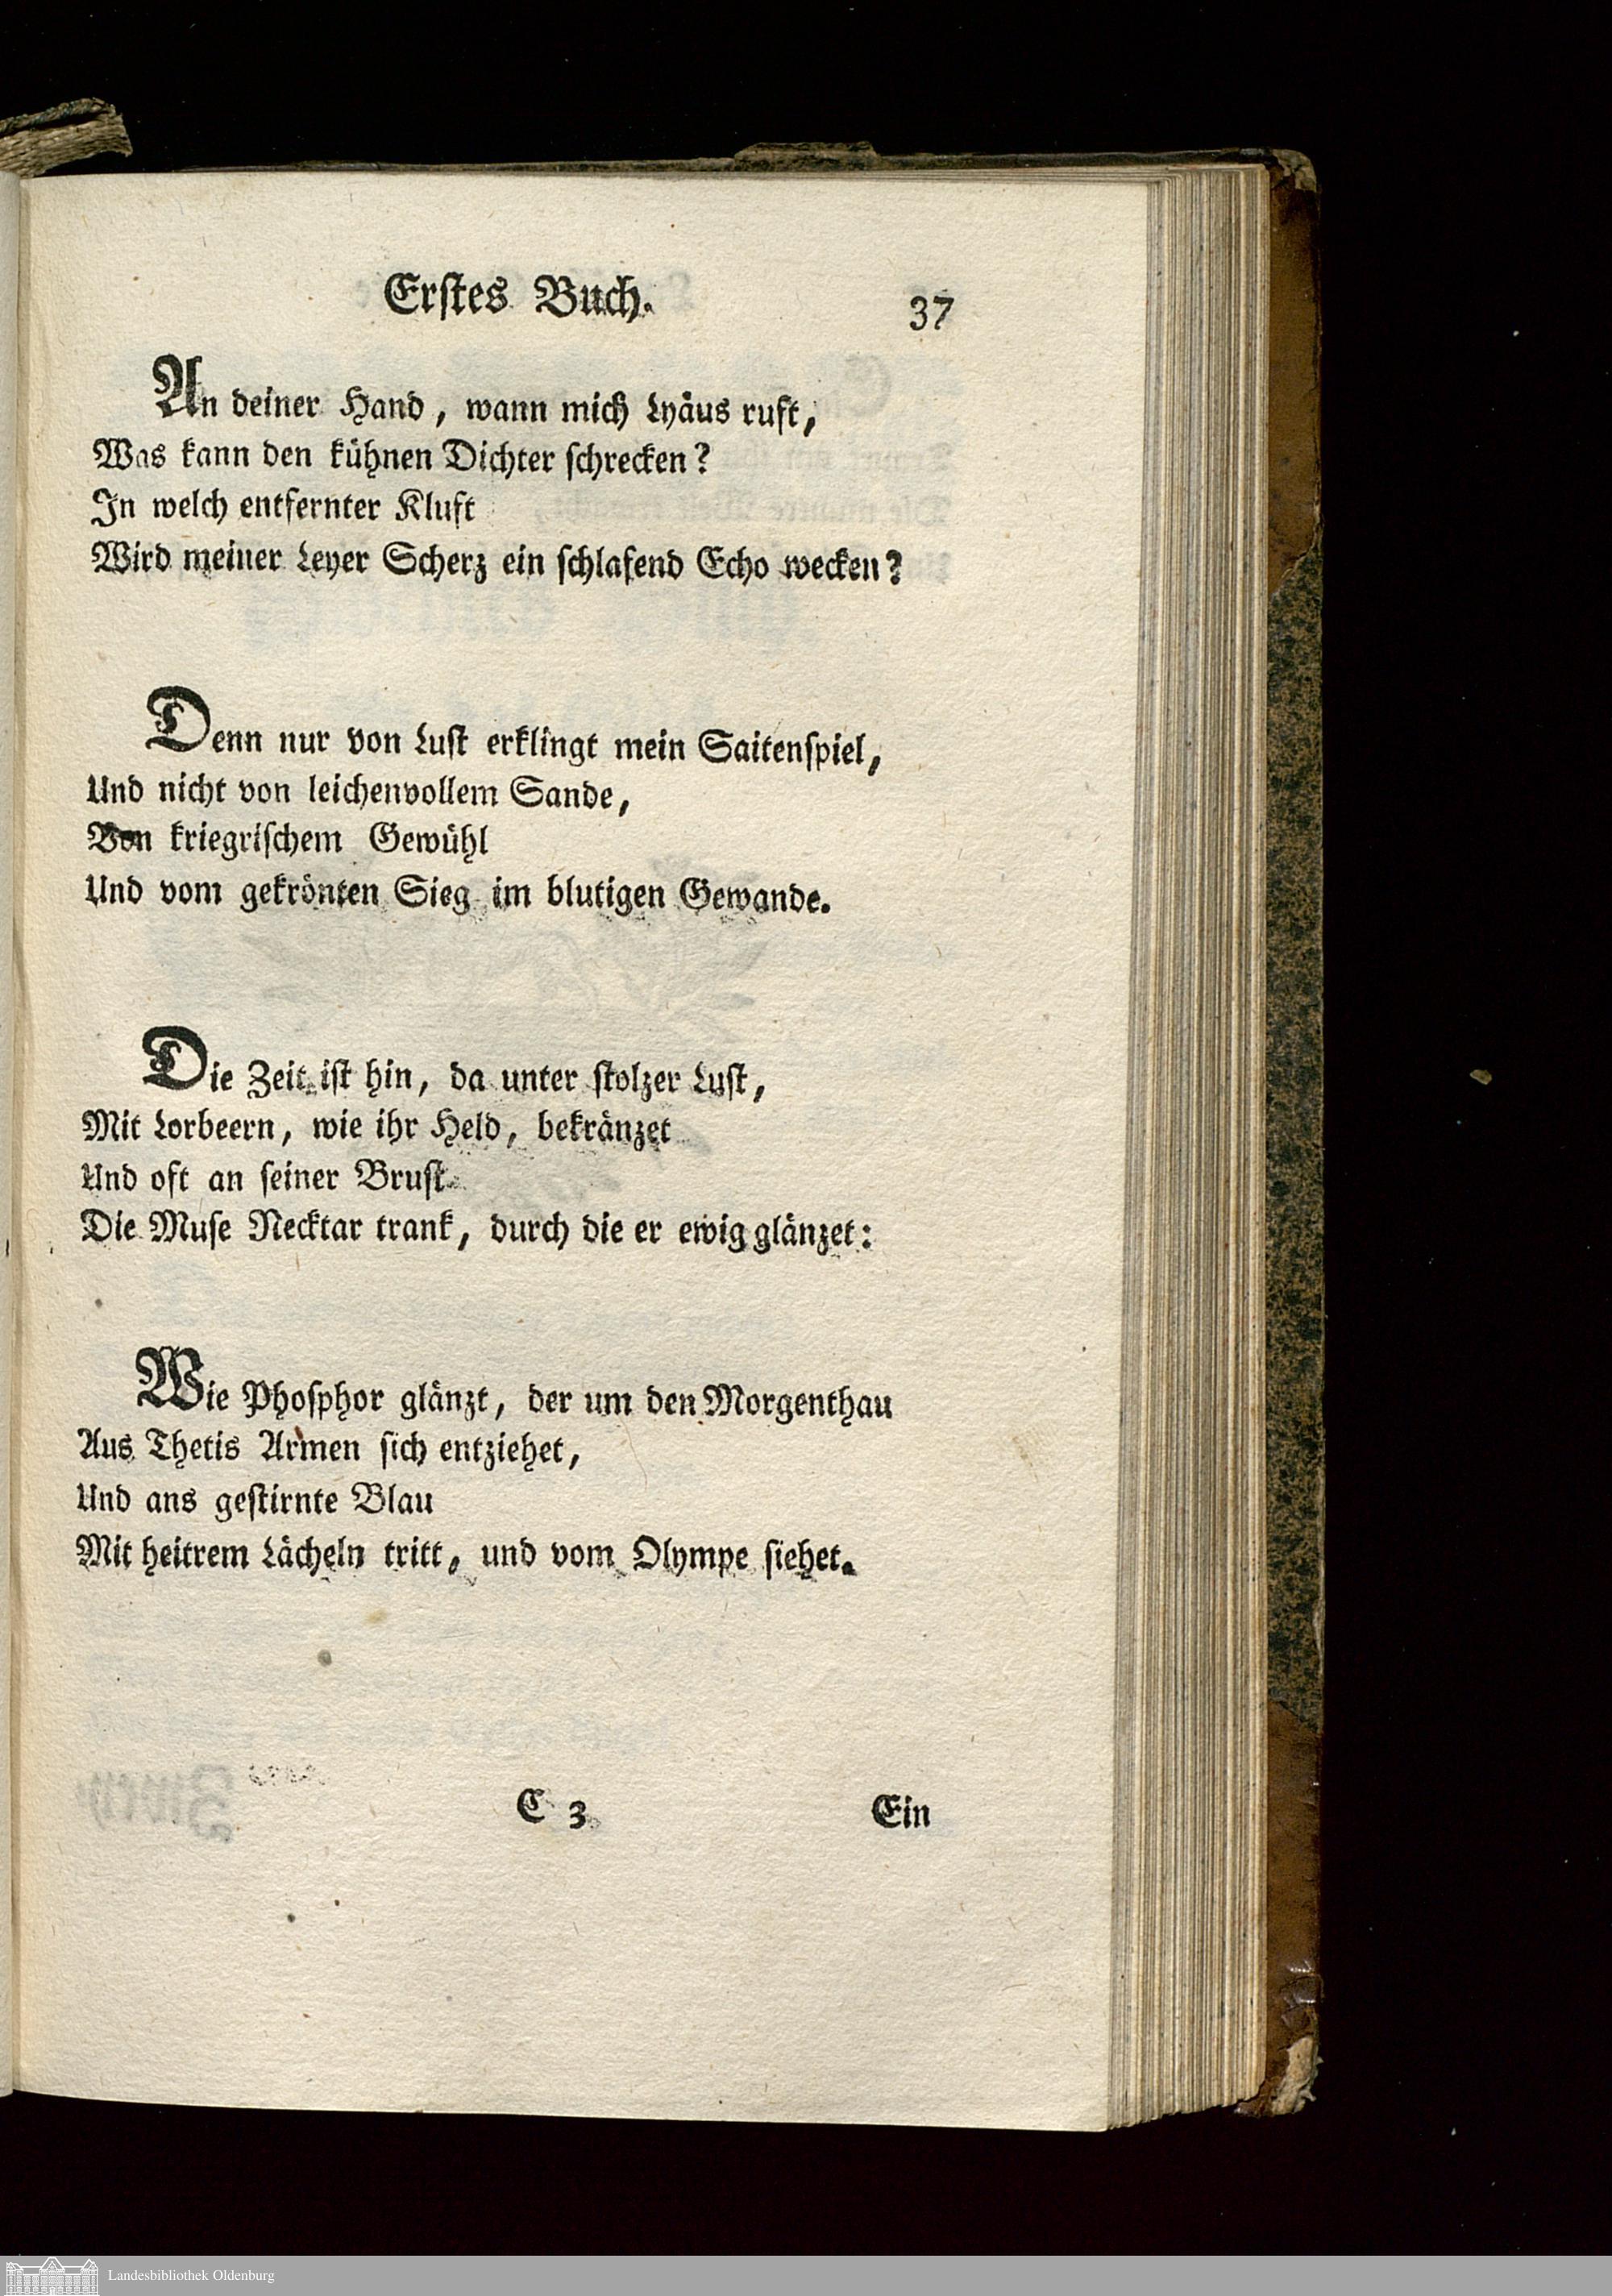 Erstes Buch. 37
An deiner Hand, wann mich Lyäus ruft,
Was kann den kühnen Dichter schrecken?
In welch entfernter Kluft
Wird meiner Leyer Scherz ein schlafend Echo wecken?
Denn nur von Lust erklingt mein Saitenspiel,
Und nicht von leichenvollem Sande,
Von kriegrischem Gewühl
Und vom gekrönten Sieg im blutigen Gewande.
Die Zeit ist hin, da unter stolzer Lust,
Mit Lorbeern, wie ihr Held, bekränzet
Und oft an seiner Brust
Die Muse Necktar trank, durch die er ewig glänzet:
Wie Phosphor glänzt, der um den Morgenthau
Aus Thetis Armen sich entziehet,
Und ans gestirnte Blau
Mit heitrem Lächeln tritt, und vom Olympe siehet.
C 3 Ein
Landesbibliothek Oldenburg